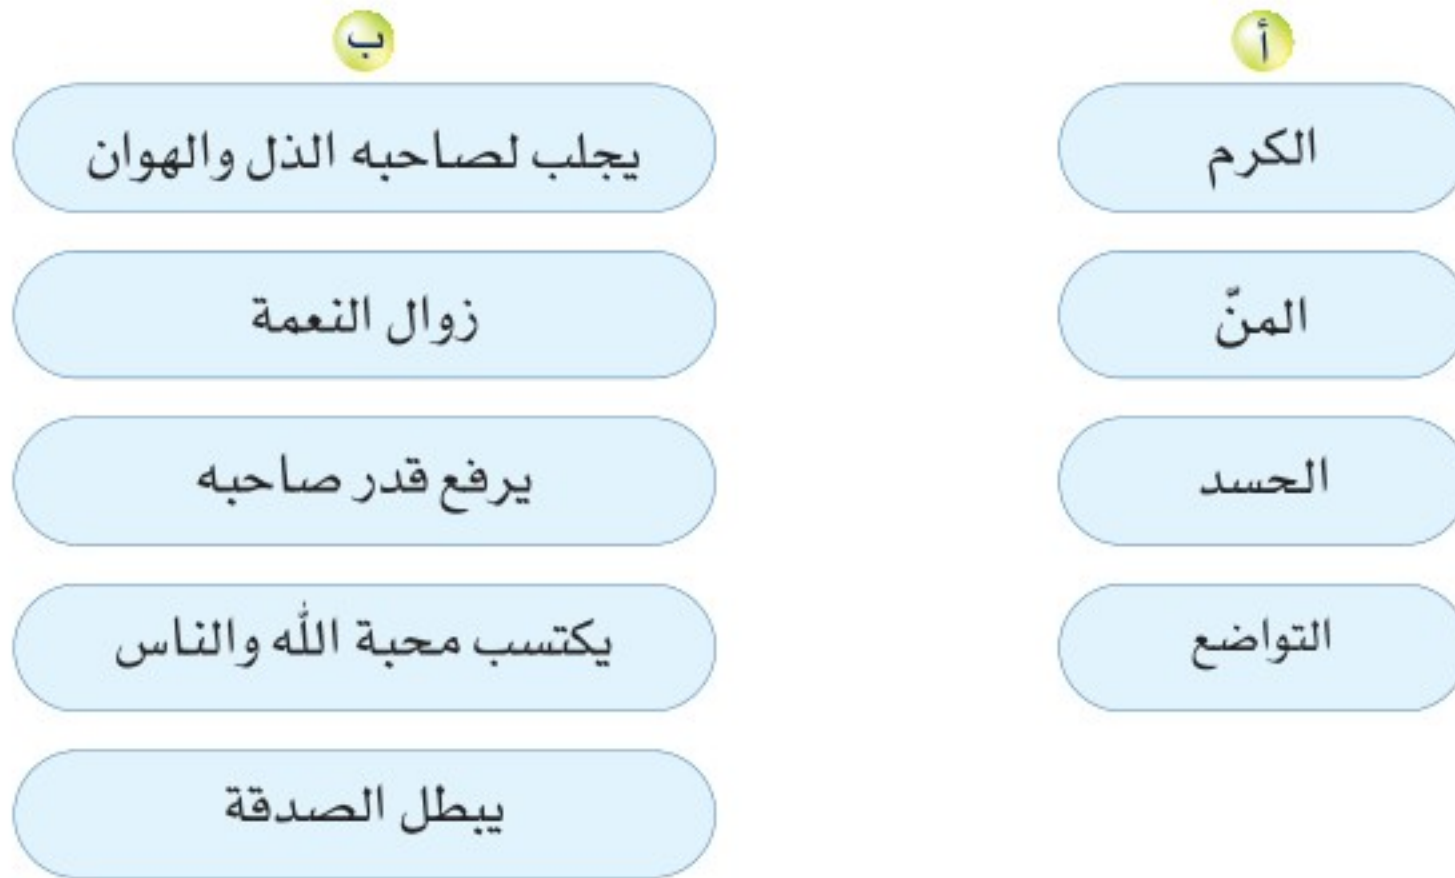 أ
الكرم
المنّ
الحسد
التواضع
ب
يجلب لصاحبه الذل والهوان
زوال النعمة
يرفع قدر صاحبه
يكتسب محبة الله والناس
يبطل الصدقة